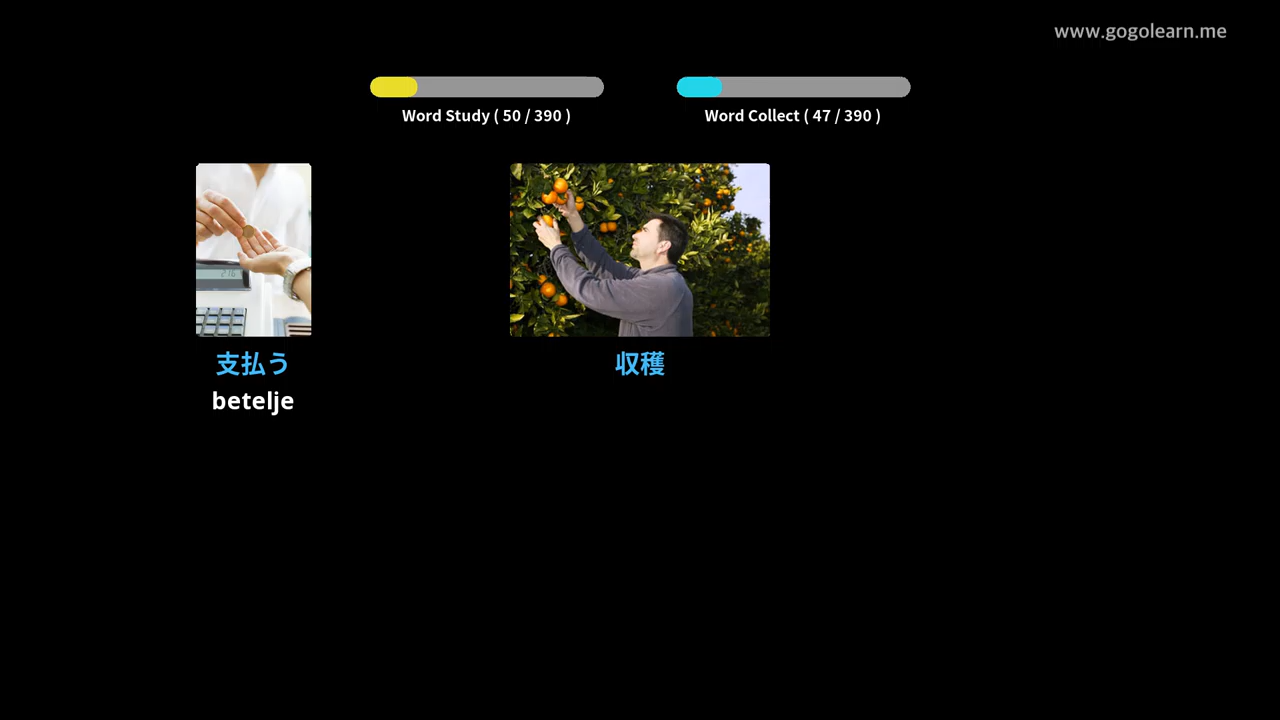 www.gogolearn.me
Word Study ( 50 / 390 )
Word Collect ( 47 / 390 )
支払う
betelje
収穫